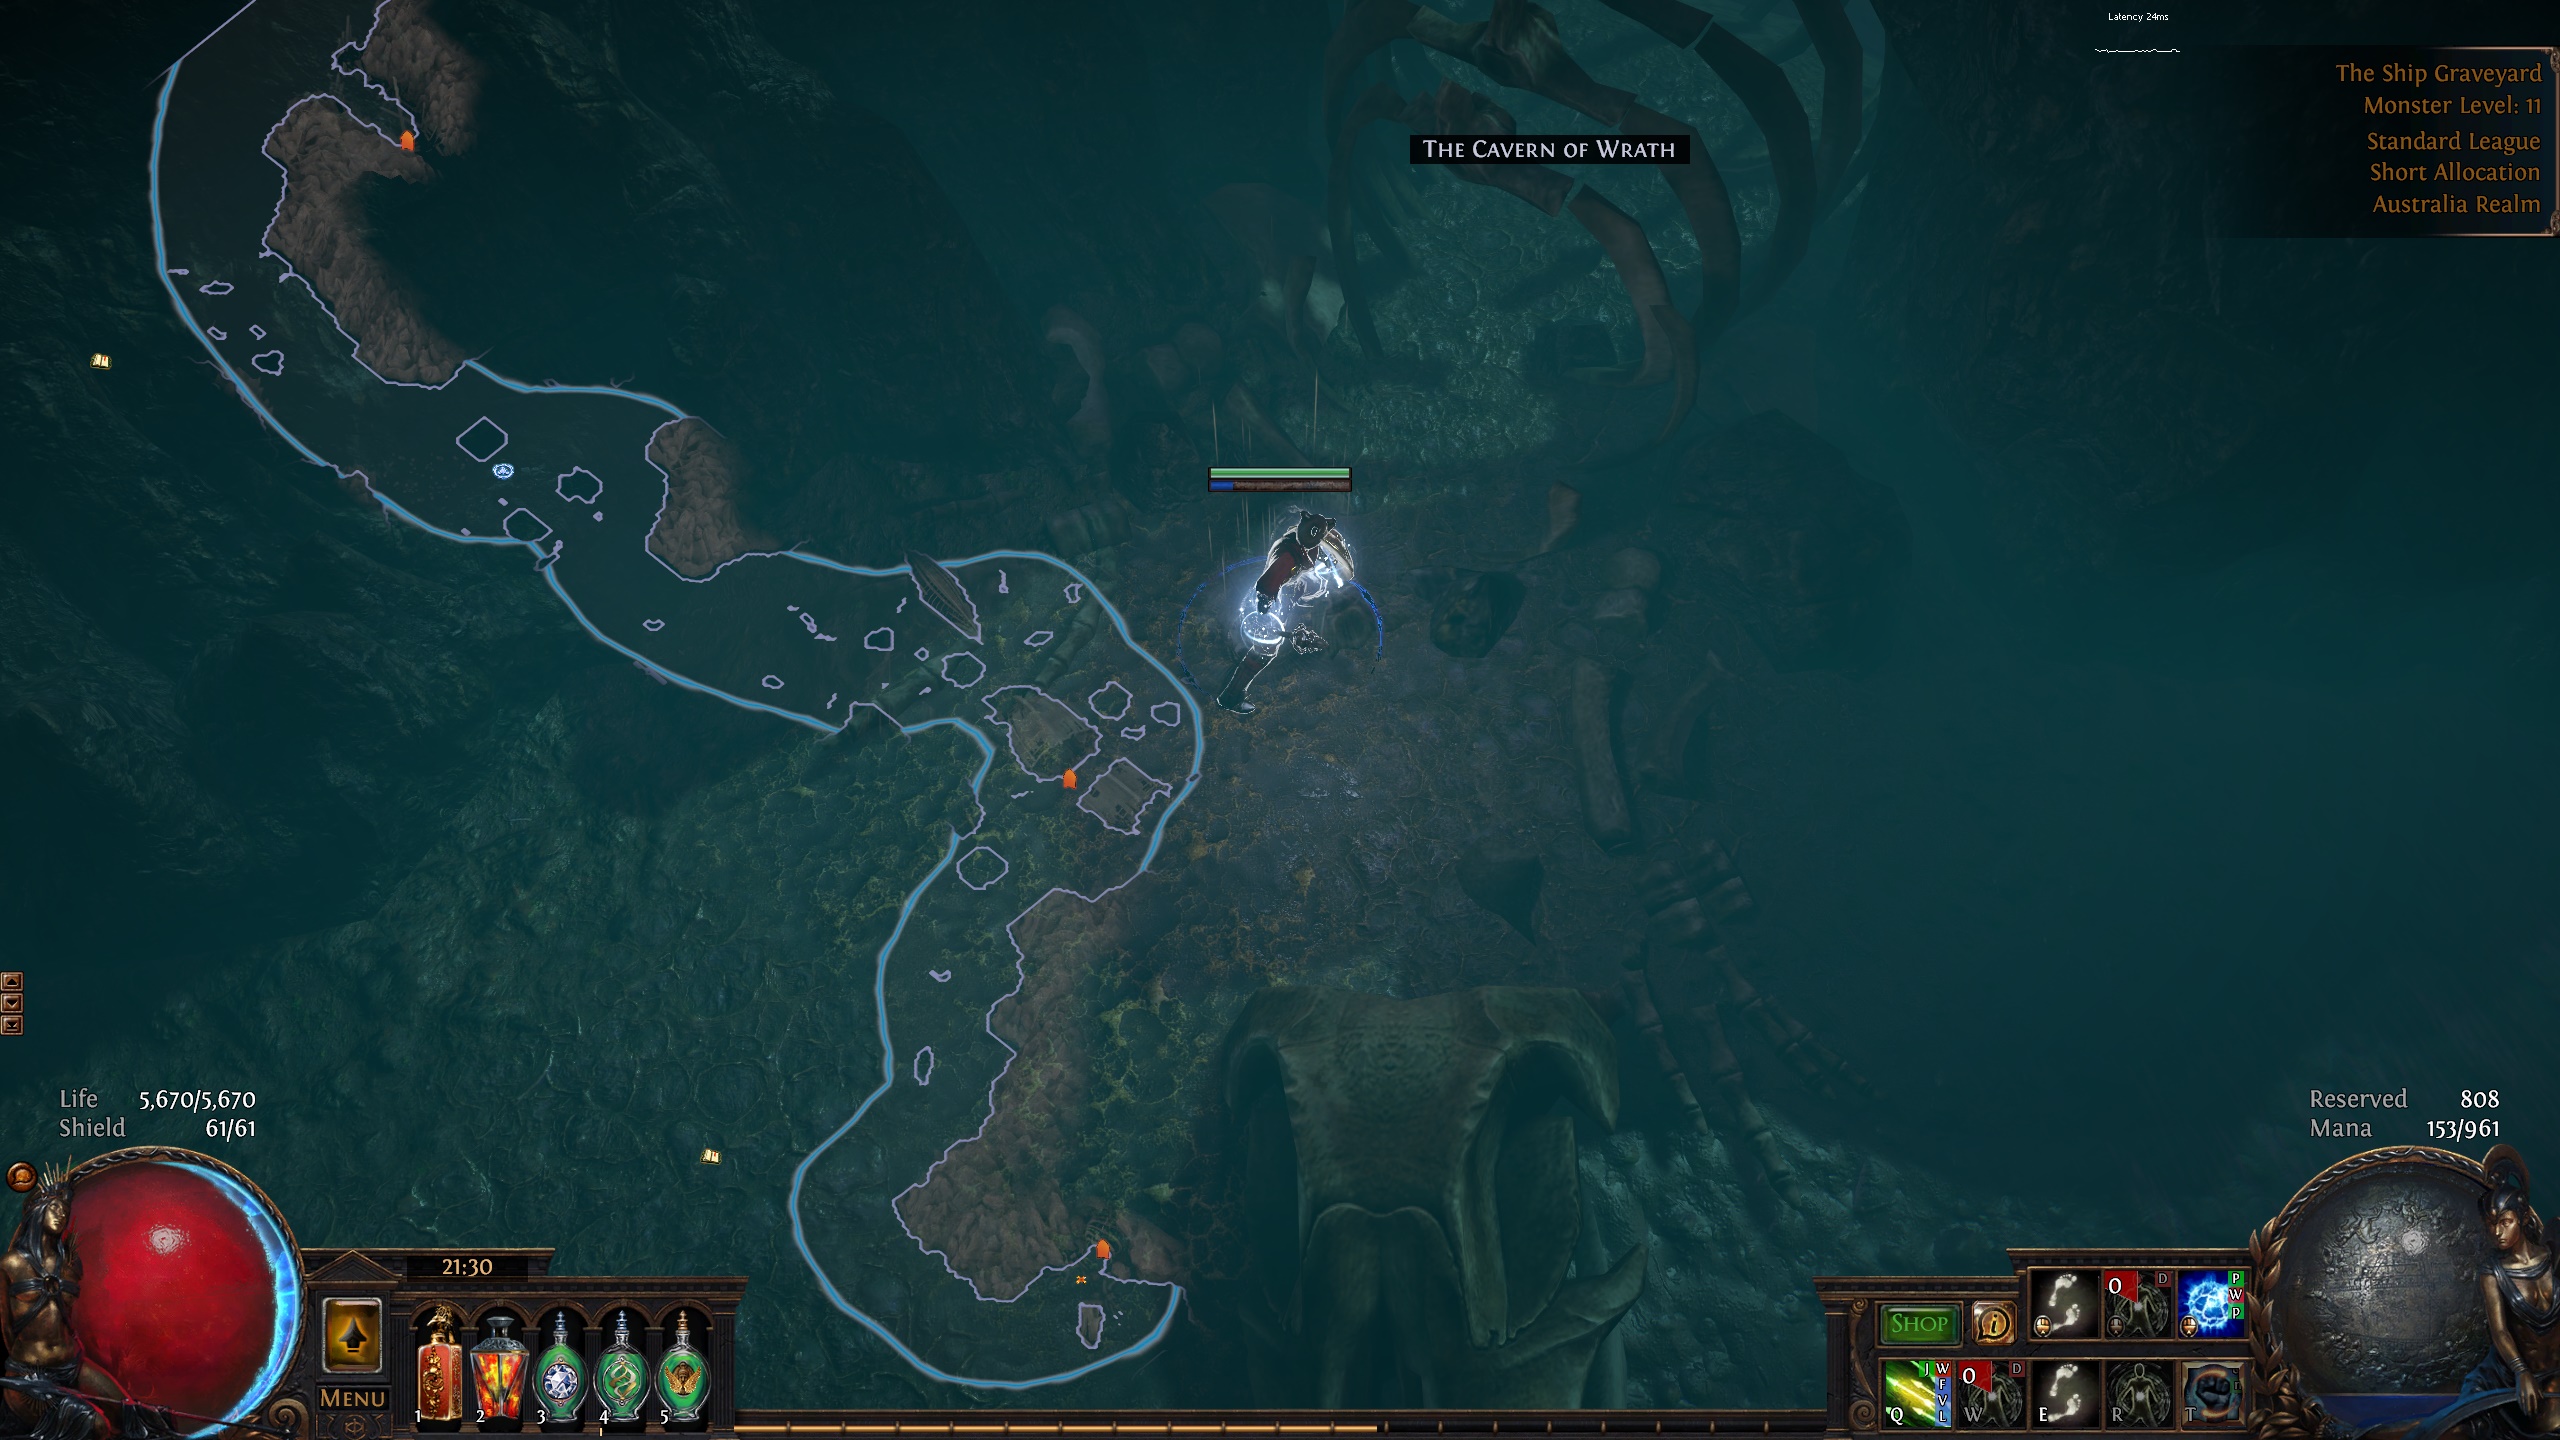 Latency 24ms
The Ship Graveyard
Monster Level: 11
Standard League
Short Allocation
Australia Realm
The Cavern of Wrath
Life 5,670/5,670
Shield 61/61
Reserved 808
Mana 153/961
21:30
Menu
1 2 3 4 5
Shop
0 D P
W
P
Q J W
F
V
L
W 0 D
E
R
T